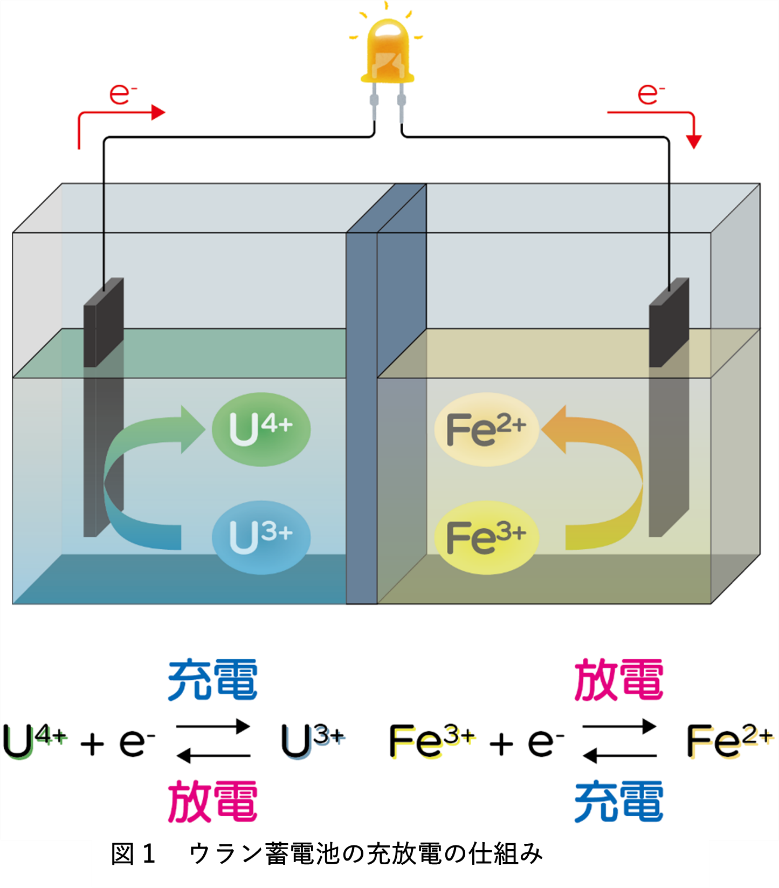 e⁻
e⁻
U⁴⁺
Fe²⁺
U³⁺
Fe³⁺
充電
放電
U⁴⁺ + e⁻ ⇄ U³⁺
Fe³⁺ + e⁻ ⇄ Fe²⁺
放電
充電
図1 ウラン蓄電池の充放電の仕組み